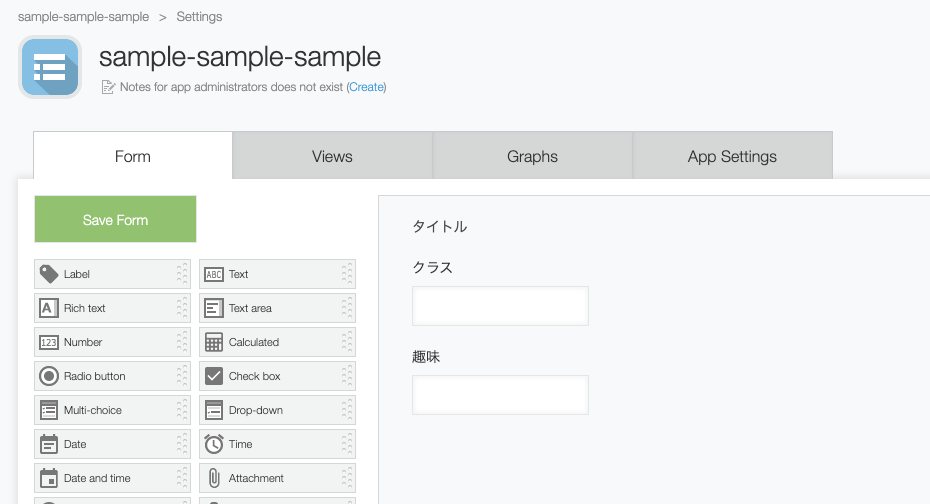 sample-sample-sample > Settings
sample-sample-sample
Notes for app administrators does not exist (Create)
Form Views Graphs App Settings
Save Form
Label ABC Text
A Rich text Text area
123 Number Calculated
Radio button Check box
Multi-choice Drop-down
Date Time
Date and time Attachment
タイトル
クラス
趣味